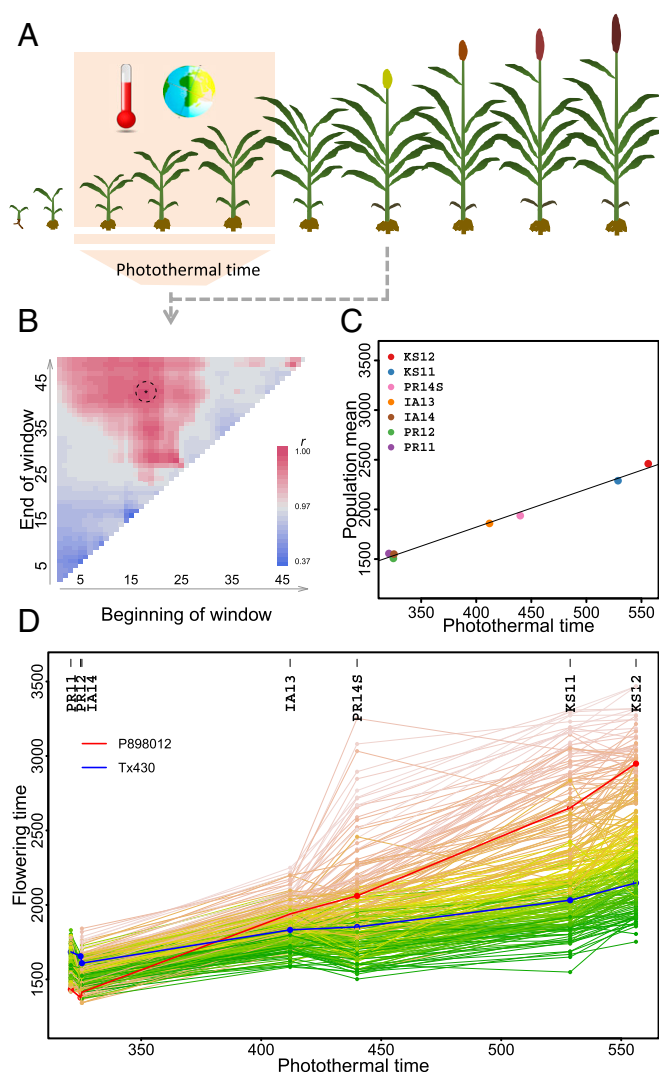 A
Photothermal time
B
End of window
45
35
25
15
5
r
1.00
0.97
0.37
5
15
25
35
45
Beginning of window
C
Population mean
3500
3000
2500
2000
1500
KS12
KS11
PR14S
IA13
IA14
PR12
PR11
350
400
450
500
550
Photothermal time
D
Flowering time
3500
3000
2500
2000
1500
PR11
PR12
IA14
IA13
PR14S
KS11
KS12
P898012
Tx430
350
400
450
500
550
Photothermal time